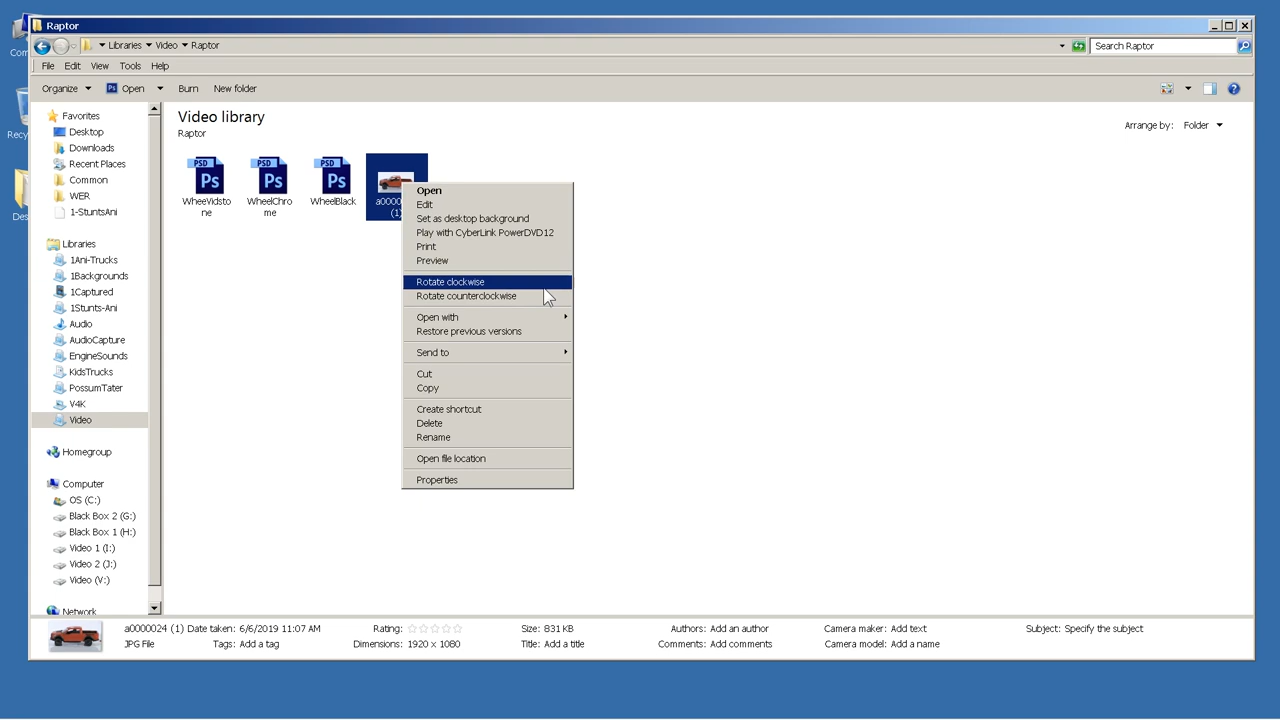 Raptor
Com
Libraries Video Raptor
Search Raptor
File Edit View Tools Help
Organize Ps Open Burn New folder
Recy
Des
Favorites
Desktop
Downloads
Recent Places
Common
WER
1-StuntsAni
Libraries
1Ani-Trucks
1Backgrounds
1Captured
1Stunts-Ani
Audio
AudioCapture
EngineSounds
KidsTrucks
PossumTater
V4K
Video
Homegroup
Computer
OS (C:)
Black Box 2 (G:)
Black Box 1 (H:)
Video 1 (I:)
Video 2 (J:)
Video (V:)
Network
Video library
Raptor
Arrange by: Folder
PSD PSD PSD
Ps Ps Ps
WheelVidsto
ne
WheelChro
me
WheelBlack
a0000
(1)
Open
Edit
Set as desktop background
Play with CyberLink PowerDVD12
Print
Preview
Rotate clockwise
Rotate counterclockwise
Open with
Restore previous versions
Send to
Cut
Copy
Create shortcut
Delete
Rename
Open file location
Properties
a0000024 (1) Date taken: 6/6/2019 11:07 AM Rating: Size: 831 KB Authors: Add an author Camera maker: Add text Subject: Specify the subject
JPG File Tags: Add a tag Dimensions: 1920 x 1080 Title: Add a title Comments: Add comments Camera model: Add a name